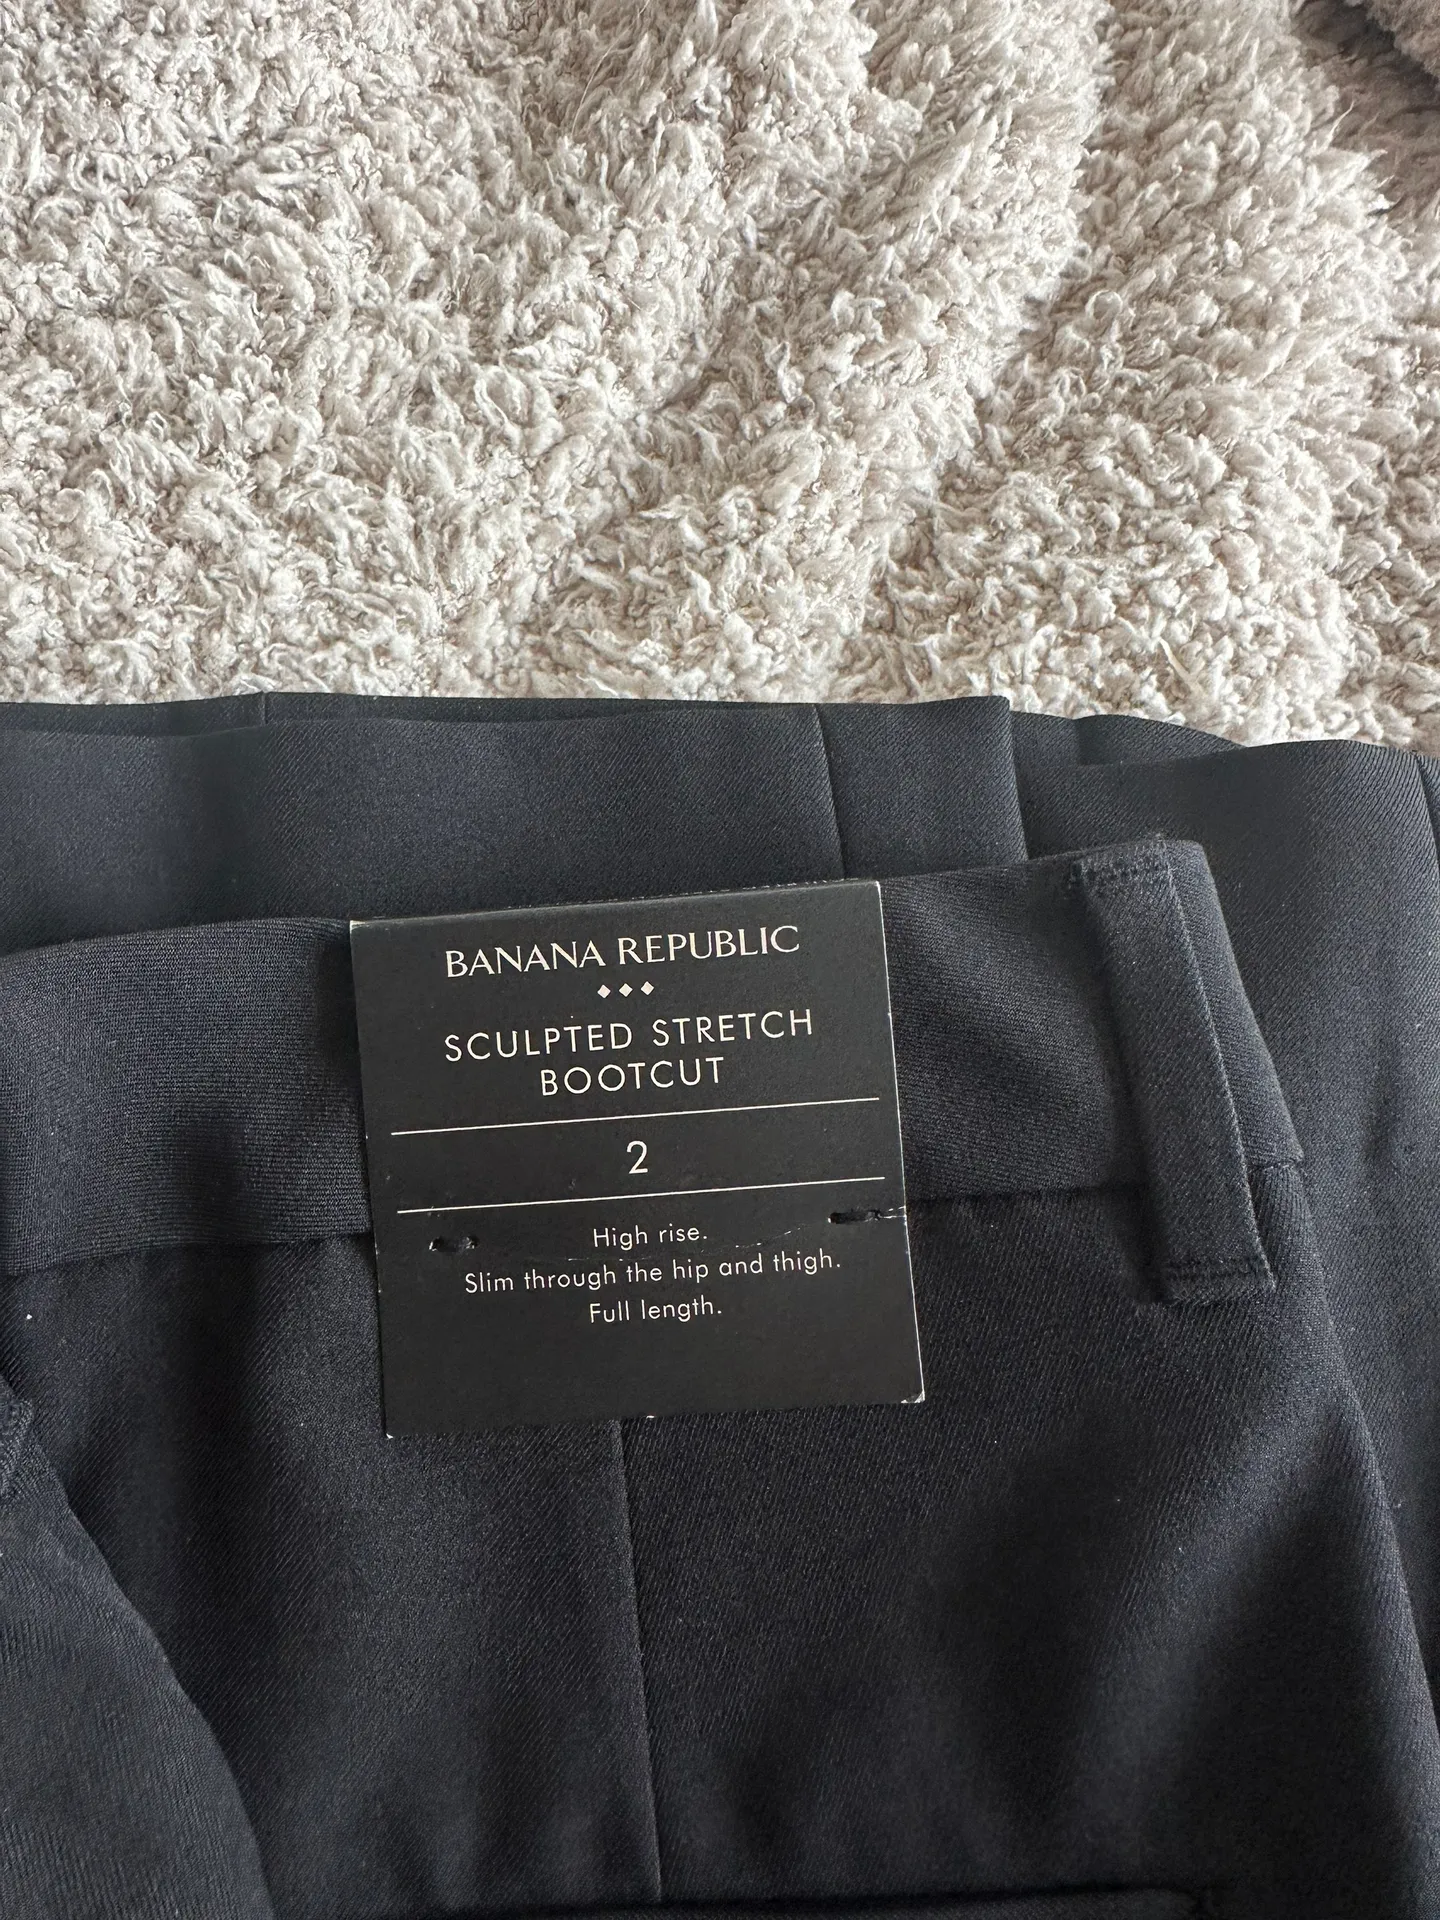 BANANA REPUBLIC
SCULPTED STRETCH
BOOTCUT
2
High rise.
Slim through the hip and thigh.
Full length.